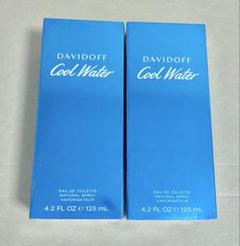 DAVIDOFF
Cool Water
EAU DE TOILETTE
NATURAL SPRAY
VAPORISATEUR
4.2 FL OZ e 125 mL
DAVIDOFF
Cool Water
EAU DE TOILETTE
NATURAL SPRAY
VAPORISATEUR
4.2 FL OZ e 125 mL